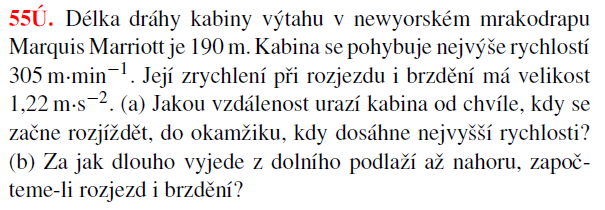 55Ú. Délka dráhy kabiny výtahu v newyorském mrakodrapu
Marquis Marriott je 190 m. Kabina se pohybuje nejvýše rychlostí
305 m·min⁻¹. Její zrychlení při rozjezdu i brzdění má velikost
1,22 m·s⁻². (a) Jakou vzdálenost urazí kabina od chvíle, kdy se
začne rozjíždět, do okamžiku, kdy dosáhne nejvyšší rychlosti?
(b) Za jak dlouho vyjede z dolního podlaží až nahoru, započ-
teme-li rozjezd i brzdění?